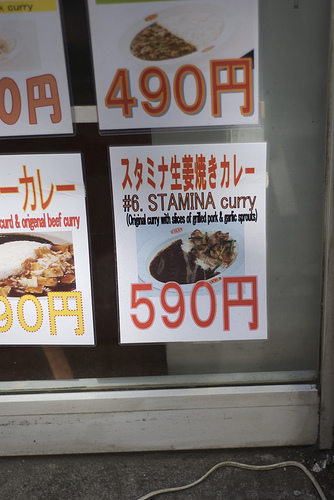 curry
0円
490円
ーカレー
curd & origenal beef curry
90円
スタミナ生姜焼きカレー
#6. STAMINA curry
(Original curry with slices of grilled pork & garlic sprouts)
590円